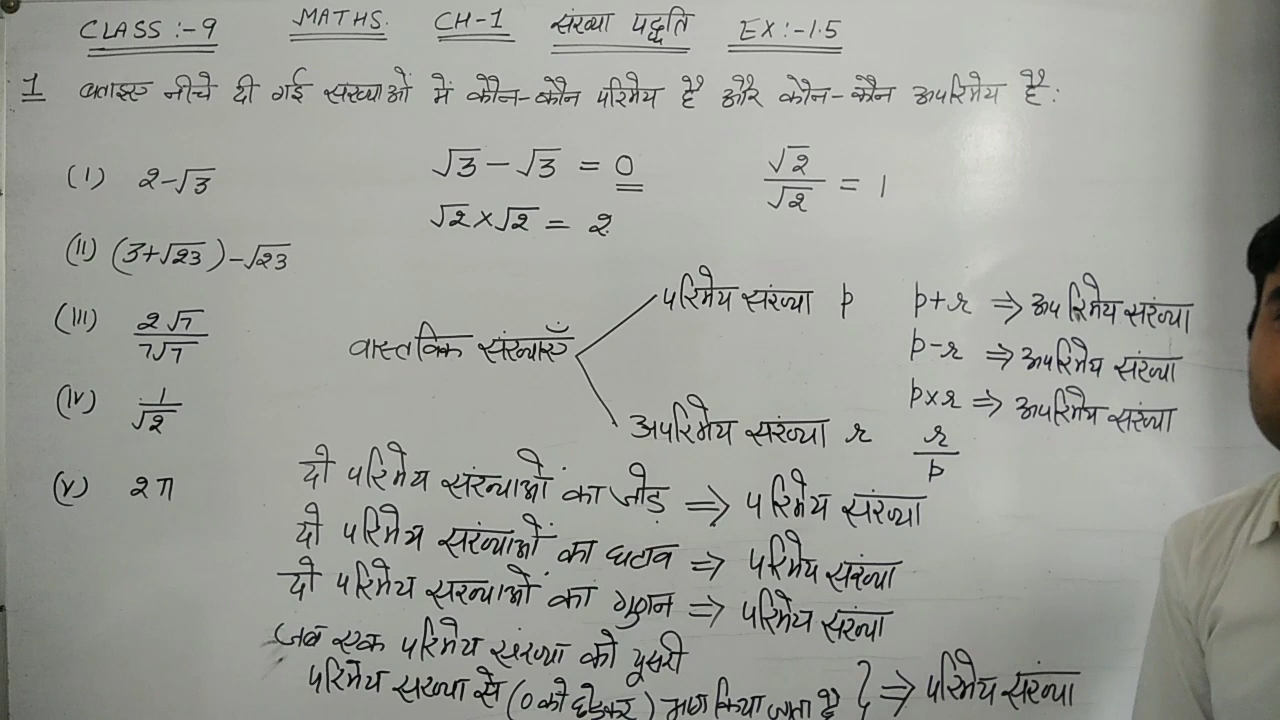 CLASS :- 9 MATHS. CH-1 संख्या पद्धति EX:-1.5
1 बताइए नीचे दी गई संख्याओं में कौन-कौन परिमेय हैं और कौन-कौन अपरिमेय हैं:
(i) 2-√3
√3 - √3 = 0
√2/√2 = 1
√2 × √2 = 2
(ii) (3+√23) - √23
(iii) 2√7/7√7
(iv) 1/√2
(v) 2π
वास्तविक संख्याएँ
परिमेय संख्या p
अपरिमेय संख्या r
p+r ⇒ अपरिमेय संख्या
p-r ⇒ अपरिमेय संख्या
p×r ⇒ अपरिमेय संख्या
r/p
दो परिमेय संख्याओं का जोड़ ⇒ परिमेय संख्या
दो परिमेय संख्याओं का घटाव ⇒ परिमेय संख्या
दो परिमेय संख्याओं का गुणन ⇒ परिमेय संख्या
जब एक परिमेय संख्या को दूसरी
परिमेय संख्या से (0 को छोड़कर) भाग किया जाता है } ⇒ परिमेय संख्या